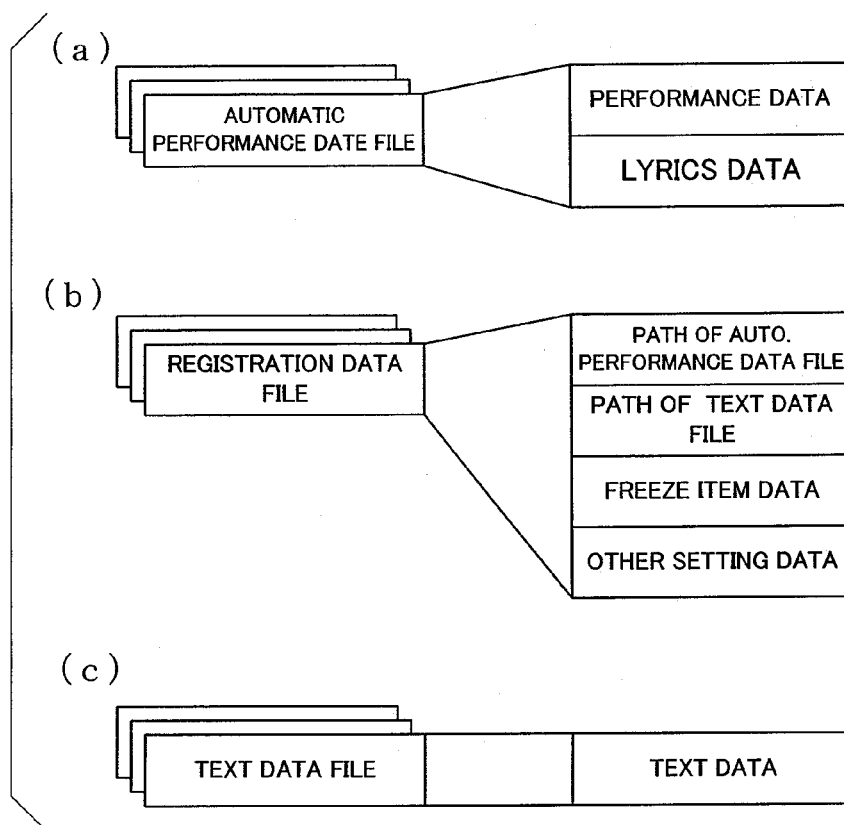 (a)
AUTOMATIC
PERFORMANCE DATE FILE
PERFORMANCE DATA
LYRICS DATA
(b)
REGISTRATION DATA
FILE
PATH OF AUTO.
PERFORMANCE DATA FILE
PATH OF TEXT DATA
FILE
FREEZE ITEM DATA
OTHER SETTING DATA
(c)
TEXT DATA FILE
TEXT DATA